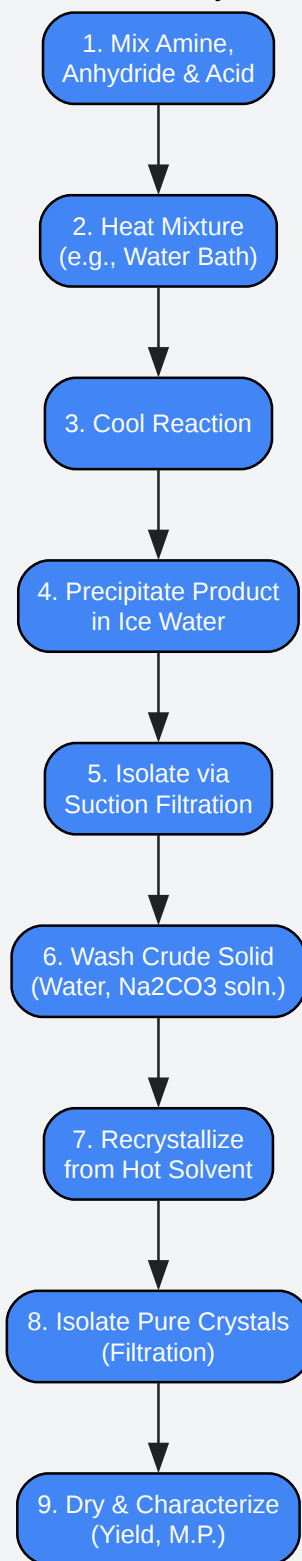 1. Mix Amine,
Anhydride & Acid
2. Heat Mixture
(e.g., Water Bath)
3. Cool Reaction
4. Precipitate Product
in Ice Water
5. Isolate via
Suction Filtration
6. Wash Crude Solid
(Water, Na2CO3 soln.)
7. Recrystallize
from Hot Solvent
8. Isolate Pure Crystals
(Filtration)
9. Dry & Characterize
(Yield, M.P.)